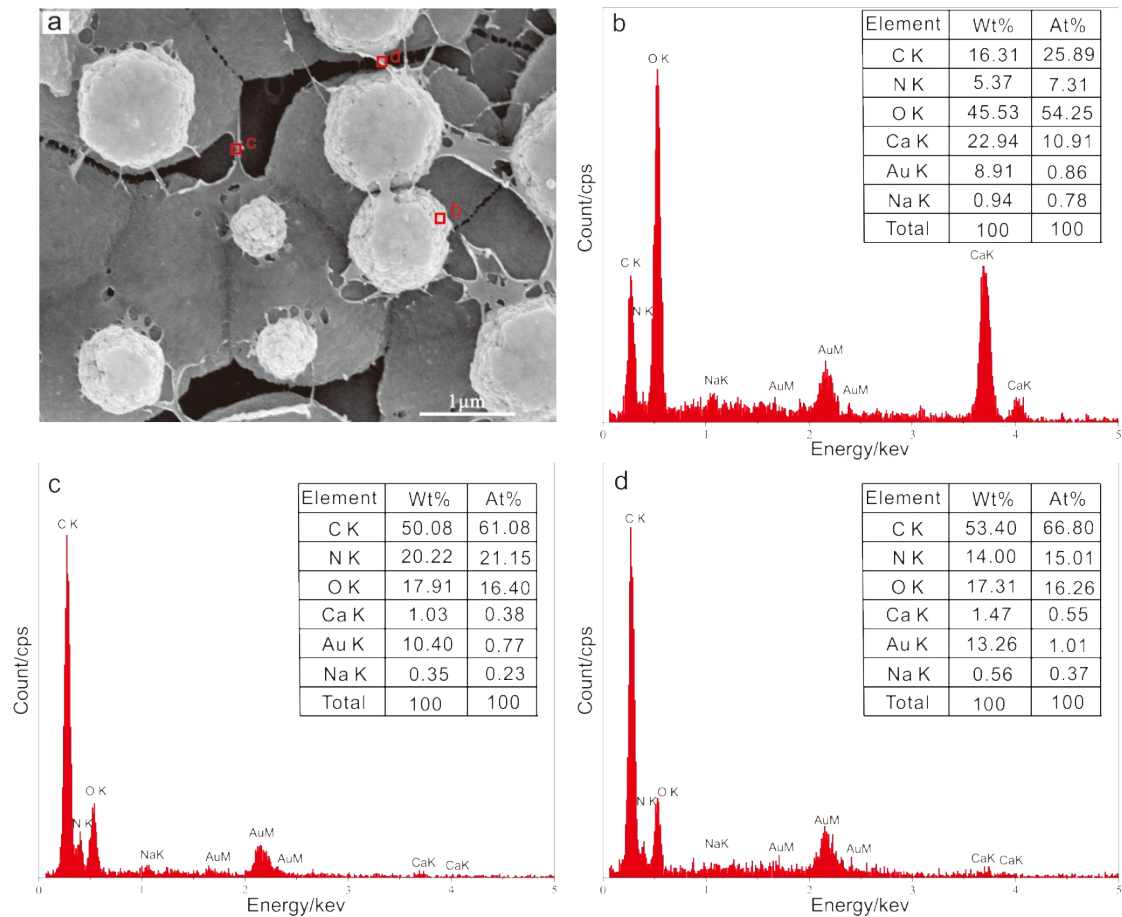 a
d
c
b
1μm
b
Element Wt% At%
C K 16.31 25.89
N K 5.37 7.31
O K 45.53 54.25
Ca K 22.94 10.91
Au K 8.91 0.86
Na K 0.94 0.78
Total 100 100
O K
C K
N K
NaK
AuM
AuM
AuM
CaK
CaK
Count/cps
0 1 2 3 4 5
Energy/kev
c
Element Wt% At%
C K 50.08 61.08
N K 20.22 21.15
O K 17.91 16.40
Ca K 1.03 0.38
Au K 10.40 0.77
Na K 0.35 0.23
Total 100 100
C K
N K
O K
NaK
AuM
AuM
AuM
CaK
CaK
Count/cps
0 1 2 3 4 5
Energy/kev
d
Element Wt% At%
C K 53.40 66.80
N K 14.00 15.01
O K 17.31 16.26
Ca K 1.47 0.55
Au K 13.26 1.01
Na K 0.56 0.37
Total 100 100
C K
N K
O K
NaK
AuM
AuM
AuM
CaK
CaK
Count/cps
0 1 2 3 4 5
Energy/kev